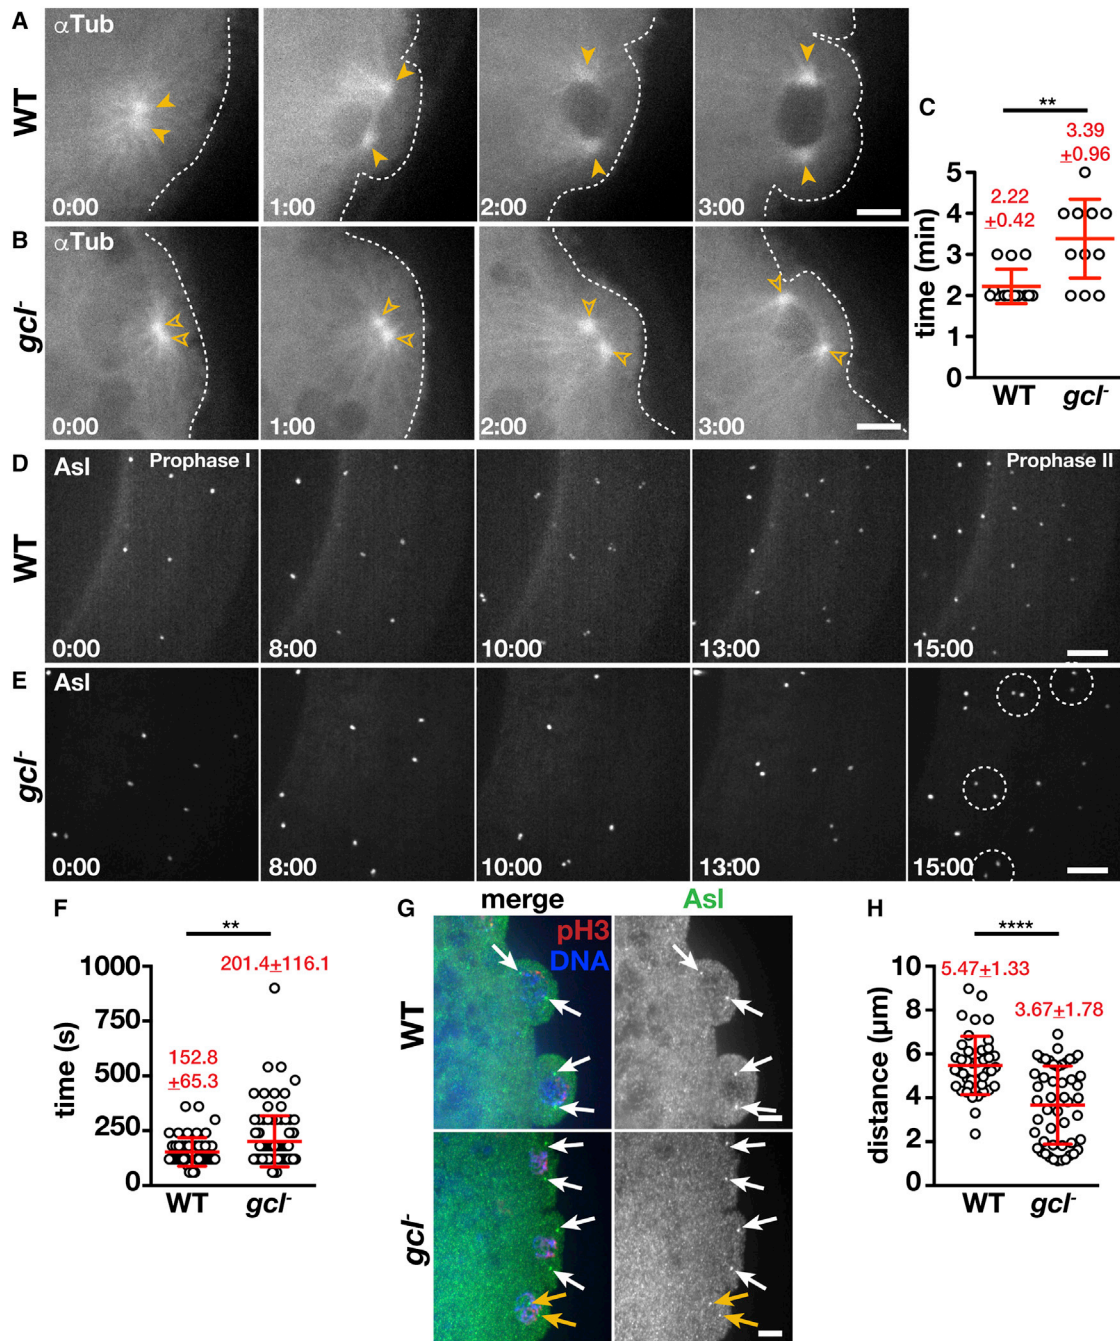 A
αTub
WT
0:00
1:00
2:00
3:00
B
αTub
gcl-
0:00
1:00
2:00
3:00
C
**
2.22
±0.42
3.39
±0.96
time (min)
5
4
3
2
1
0
WT
gcl-
D
Asl
Prophase I
Prophase II
WT
0:00
8:00
10:00
13:00
15:00
E
Asl
gcl-
0:00
8:00
10:00
13:00
15:00
F
**
201.4±116.1
152.8
±65.3
time (s)
1000
750
500
250
0
WT
gcl-
G
merge
Asl
pH3
DNA
WT
gcl-
H
****
5.47±1.33
3.67±1.78
distance (µm)
10
8
6
4
2
0
WT
gcl-